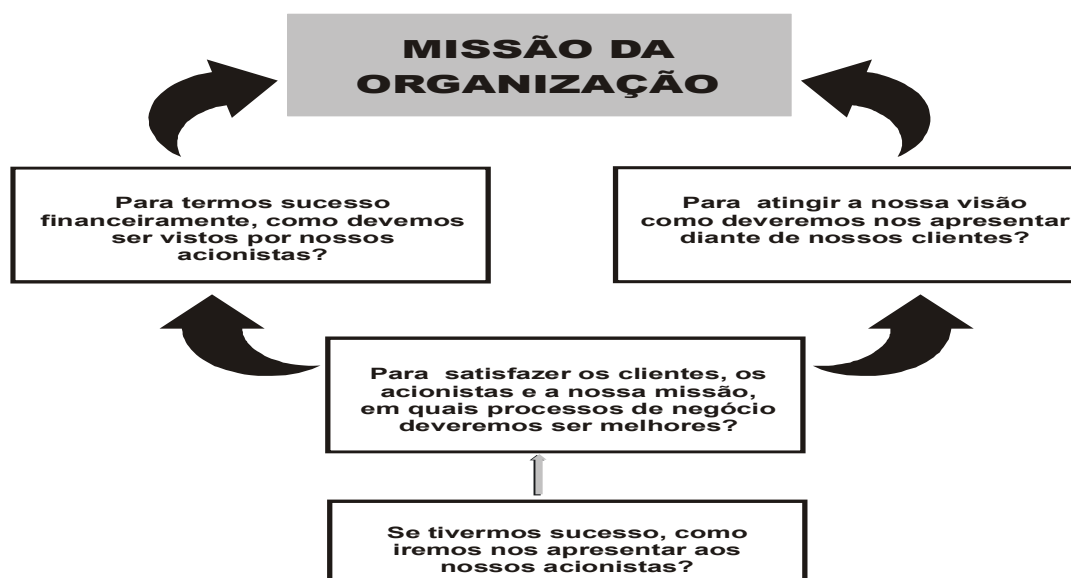 MISSÃO DA
ORGANIZAÇÃO
Para termos sucesso
financeiramente, como devemos
ser vistos por nossos
acionistas?
Para atingir a nossa visão
como deveremos nos apresentar
diante de nossos clientes?
Para satisfazer os clientes, os
acionistas e a nossa missão,
em quais processos de negócio
deveremos ser melhores?
Se tivermos sucesso, como
iremos nos apresentar aos
nossos acionistas?